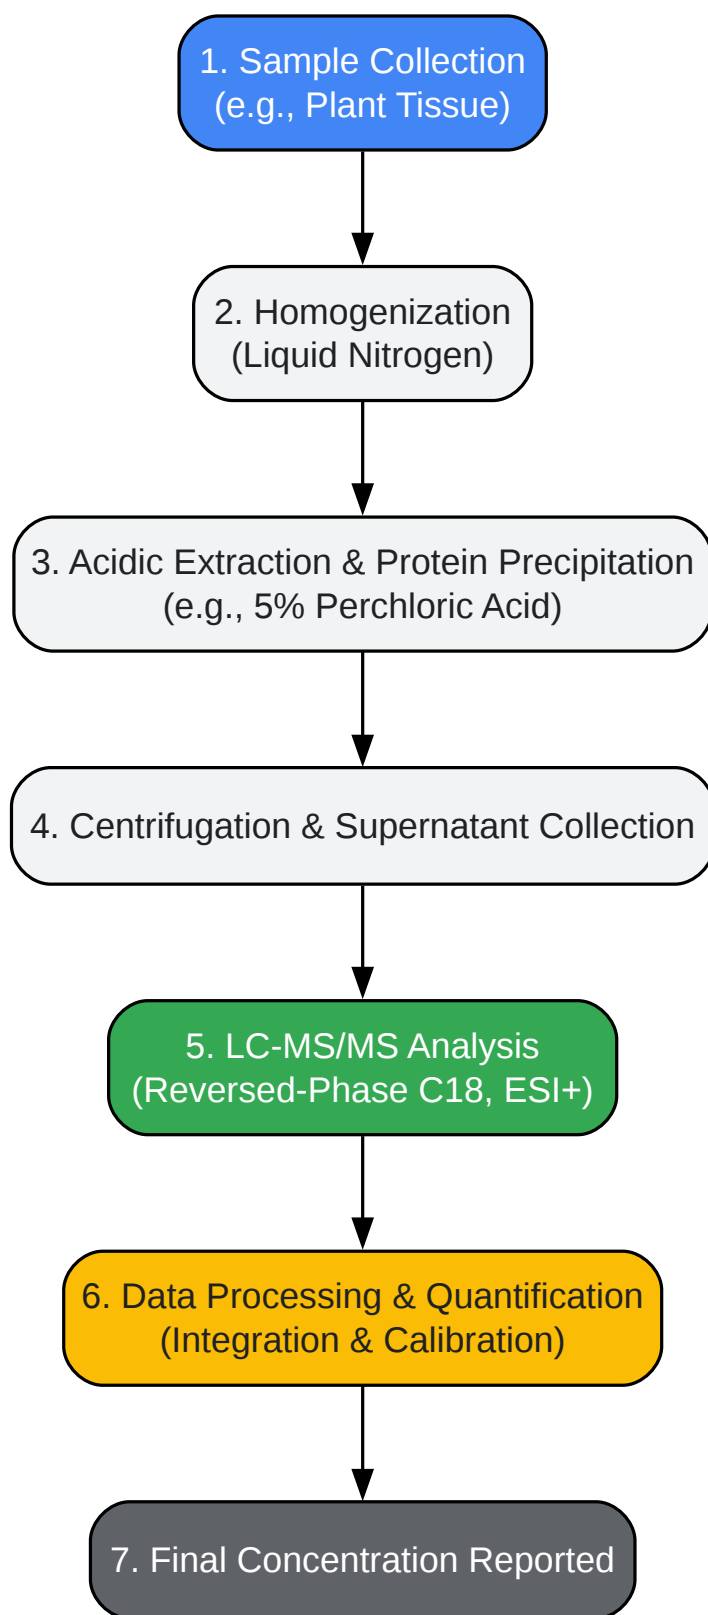 1. Sample Collection
(e.g., Plant Tissue)
2. Homogenization
(Liquid Nitrogen)
3. Acidic Extraction & Protein Precipitation
(e.g., 5% Perchloric Acid)
4. Centrifugation & Supernatant Collection
5. LC-MS/MS Analysis
(Reversed-Phase C18, ESI+)
6. Data Processing & Quantification
(Integration & Calibration)
7. Final Concentration Reported